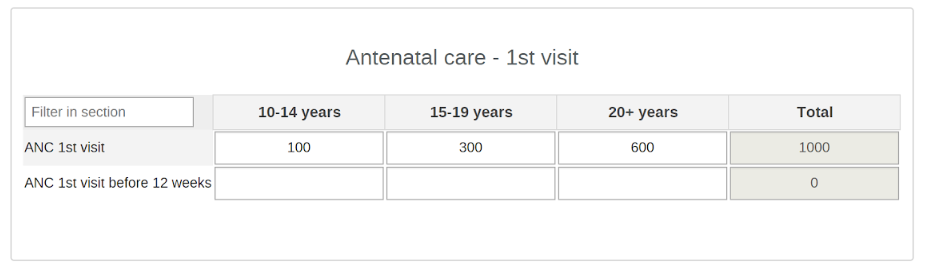 Antenatal care - 1st visit
Filter in section 10-14 years 15-19 years 20+ years Total
ANC 1st visit 100 300 600 1000
ANC 1st visit before 12 weeks 0